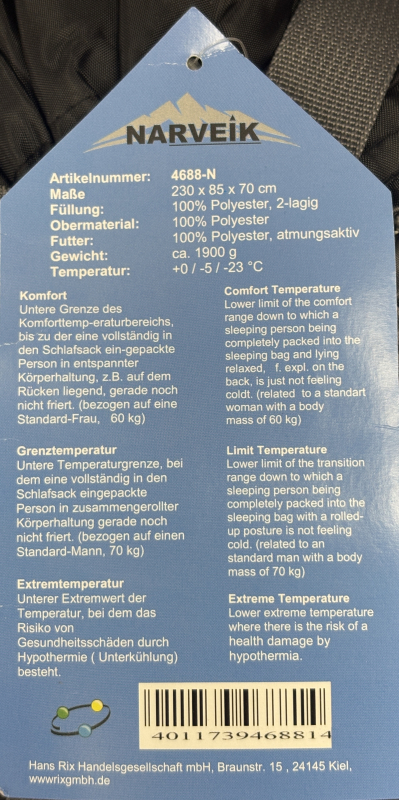 NARVEIK
Artikelnummer: 4688-N
Maße 230 x 85 x 70 cm
Füllung: 100% Polyester, 2-lagig
Obermaterial: 100% Polyester
Futter: 100% Polyester, atmungsaktiv
Gewicht: ca. 1900 g
Temperatur: +0 / -5 / -23 °C
Komfort
Untere Grenze des
Komforttemp-eraturbereichs,
bis zu der eine vollständig in
den Schlafsack ein-gepackte
Person in entspannter
Körperhaltung, z.B. auf dem
Rücken liegend, gerade noch
nicht friert. (bezogen auf eine
Standard-Frau, 60 kg)
Comfort Temperature
Lower limit of the comfort
range down to which a
sleeping person being
completely packed into the
sleeping bag and lying
relaxed, f. expl. on the
back, is just not feeling
coldt. (related to a standart
woman with a body
mass of 60 kg)
Grenztemperatur
Untere Temperaturgrenze, bei
dem eine vollständig in den
Schlafsack eingepackte
Person in zusammengerollter
Körperhaltung gerade noch
nicht friert. (bezogen auf einen
Standard-Mann, 70 kg)
Limit Temperature
Lower limit of the transition
range down to which a
sleeping person being
completely packed into the
sleeping bag with a rolled-
up posture is not feeling
cold. (related to an
standard man with a body
mass of 70 kg)
Extremtemperatur
Unterer Extremwert der
Temperatur, bei dem das
Risiko von
Gesundheitsschäden durch
Hypothermie ( Unterkühlung)
besteht.
Extreme Temperature
Lower extreme temperature
where there is the risk of a
health damage by
hypothermia.
4011739468814
Hans Rix Handelsgesellschaft mbH, Braunstr. 15 , 24145 Kiel,
www.rixgmbh.de